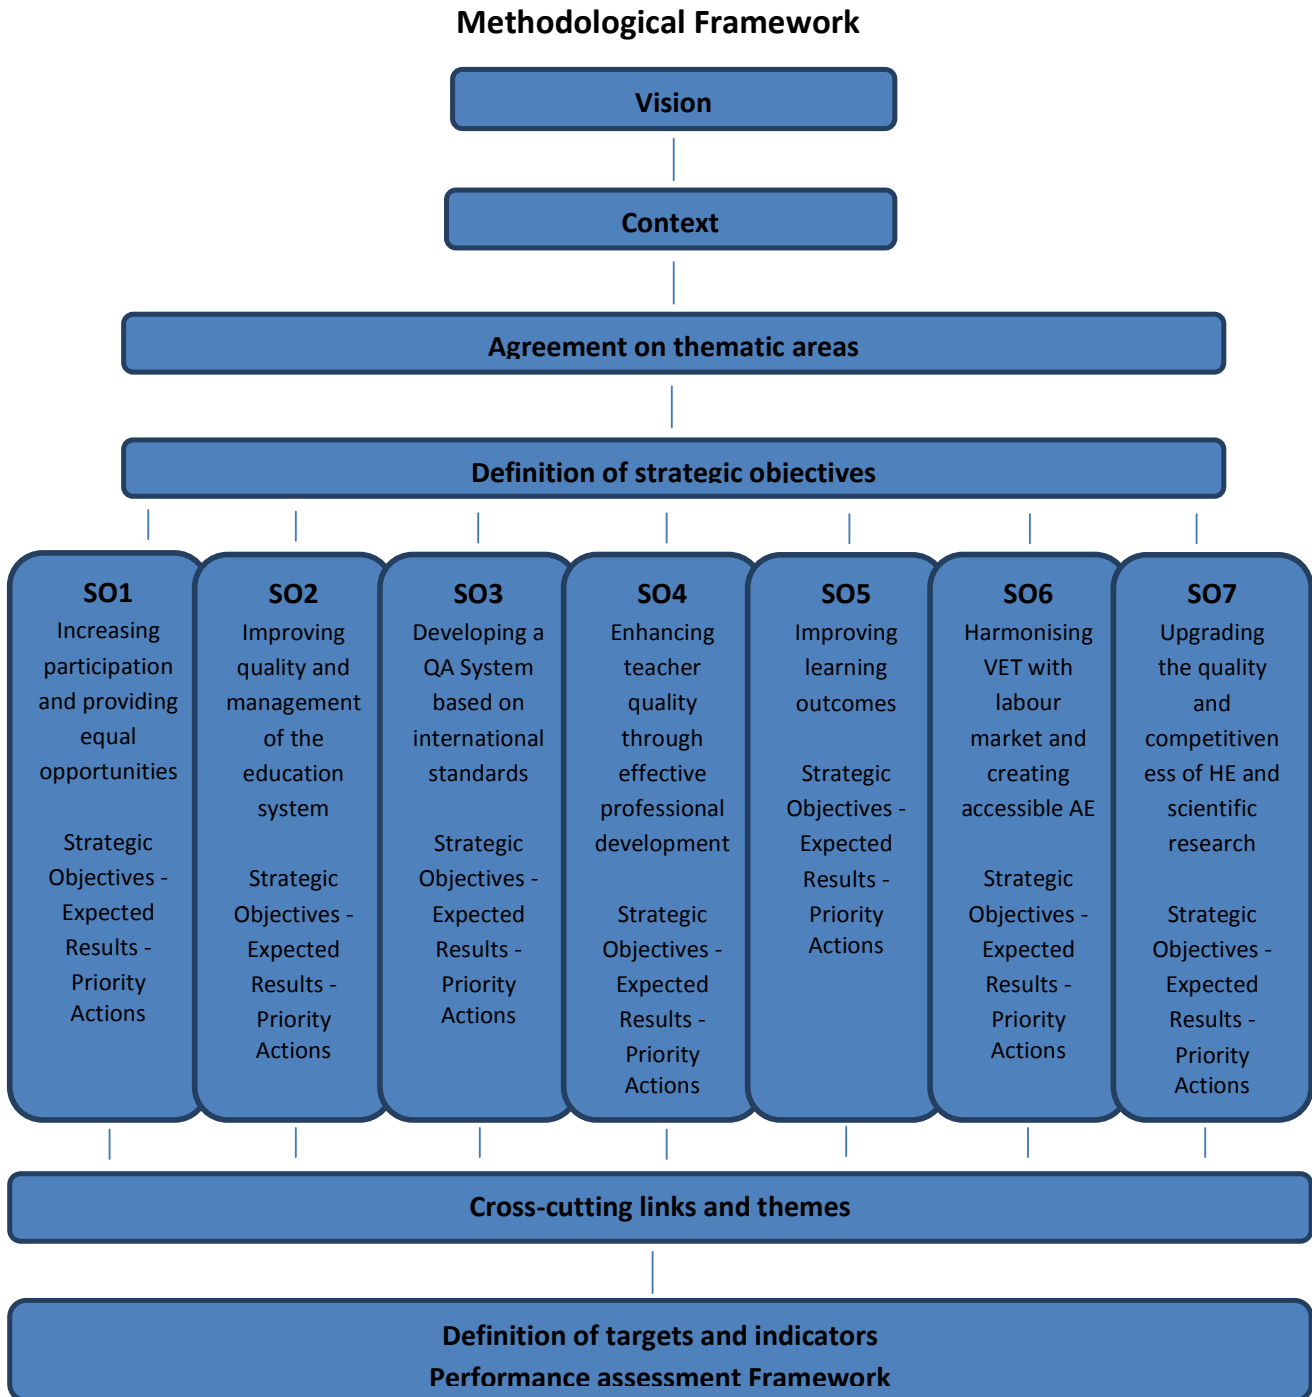 Methodological Framework
Vision
Context
Agreement on thematic areas
Definition of strategic objectives
SO1
Increasing
participation
and providing
equal
opportunities
Strategic
Objectives -
Expected
Results -
Priority
Actions
SO2
Improving
quality and
management
of the
education
system
Strategic
Objectives -
Expected
Results -
Priority
Actions
SO3
Developing a
QA System
based on
international
standards
Strategic
Objectives -
Expected
Results -
Priority
Actions
SO4
Enhancing
teacher
quality
through
effective
professional
development
Strategic
Objectives -
Expected
Results -
Priority
Actions
SO5
Improving
learning
outcomes
Strategic
Objectives -
Expected
Results -
Priority
Actions
SO6
Harmonising
VET with
labour
market and
creating
accessible AE
Strategic
Objectives -
Expected
Results -
Priority
Actions
SO7
Upgrading
the quality
and
competitiven
ess of HE and
scientific
research
Strategic
Objectives -
Expected
Results -
Priority
Actions
Cross-cutting links and themes
Definition of targets and indicators
Performance assessment Framework